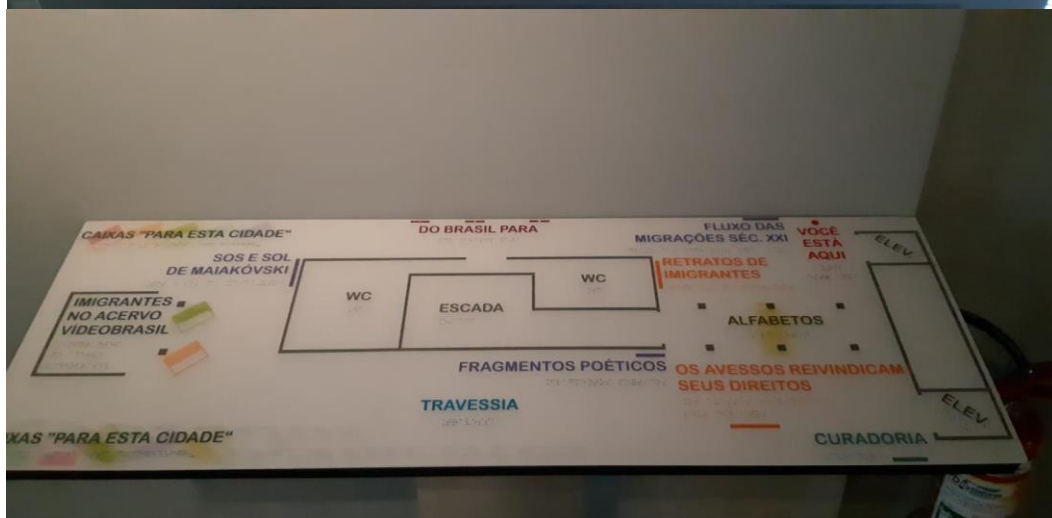 CAIXAS "PARA ESTA CIDADE"
DO BRASIL PARA
FLUXO DAS
MIGRAÇÕES SÉC. XXI
VOCÊ
ESTÁ
AQUI
ELEV.
SOS E SOL
DE MAIAKÓVSKI
RETRATOS DE
IMIGRANTES
WC
WC
ESCADA
IMIGRANTES
NO ACERVO
VIDEOBRASIL
ALFABETOS
FRAGMENTOS POÉTICOS
OS AVESSOS REIVINDICAM
SEUS DIREITOS
TRAVESSIA
ELEV.
IXAS "PARA ESTA CIDADE"
CURADORIA